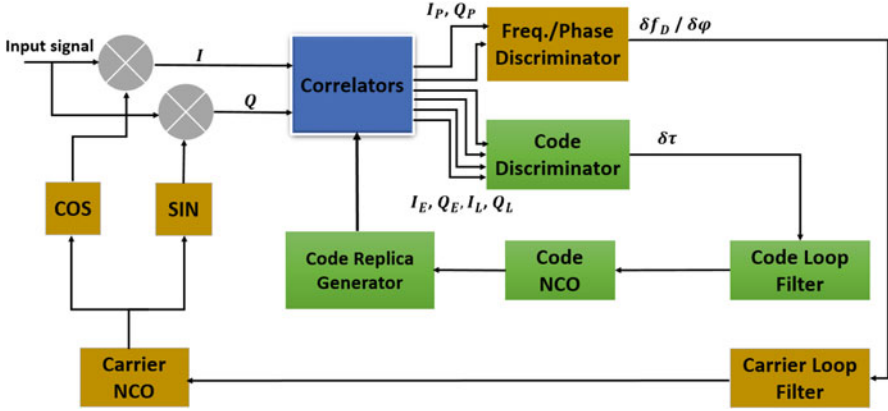 I_P, Q_P
Freq./Phase
Discriminator
δf_D / δφ
Input signal
I
Correlators
Q
Code
Discriminator
δτ
COS
SIN
I_E, Q_E, I_L, Q_L
Code Replica
Generator
Code
NCO
Code Loop
Filter
Carrier
NCO
Carrier Loop
Filter